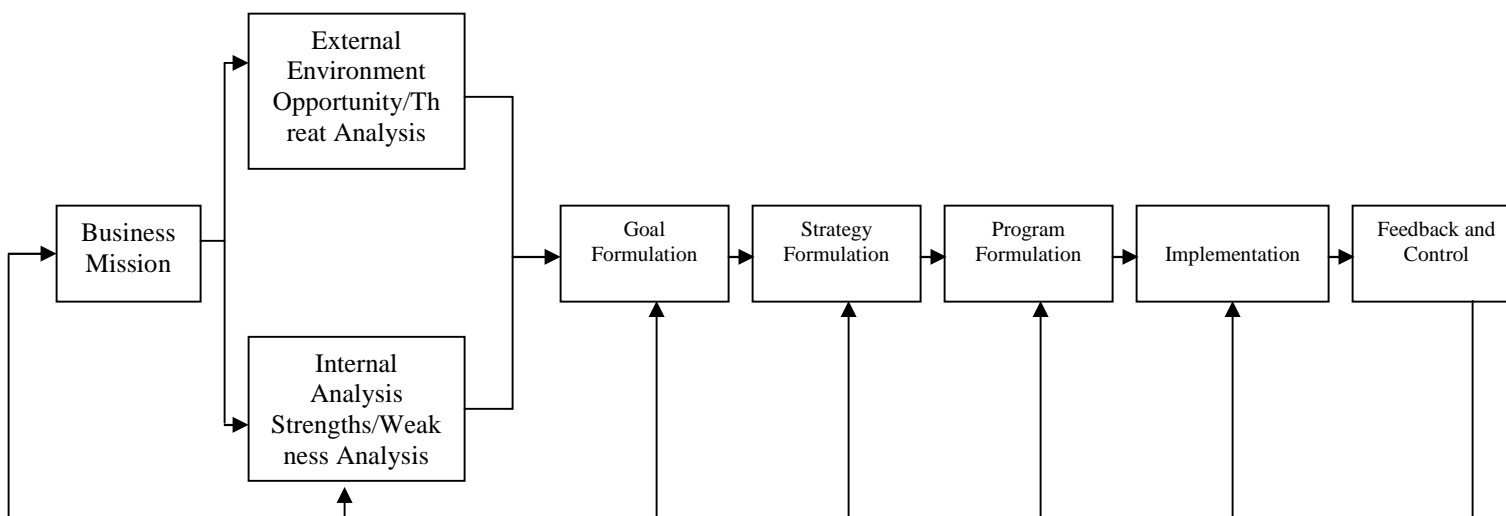 External
Environment
Opportunity/Th
reat Analysis
Business
Mission
Internal
Analysis
Strengths/Weak
ness Analysis
Goal
Formulation
Strategy
Formulation
Program
Formulation
Implementation
Feedback and
Control